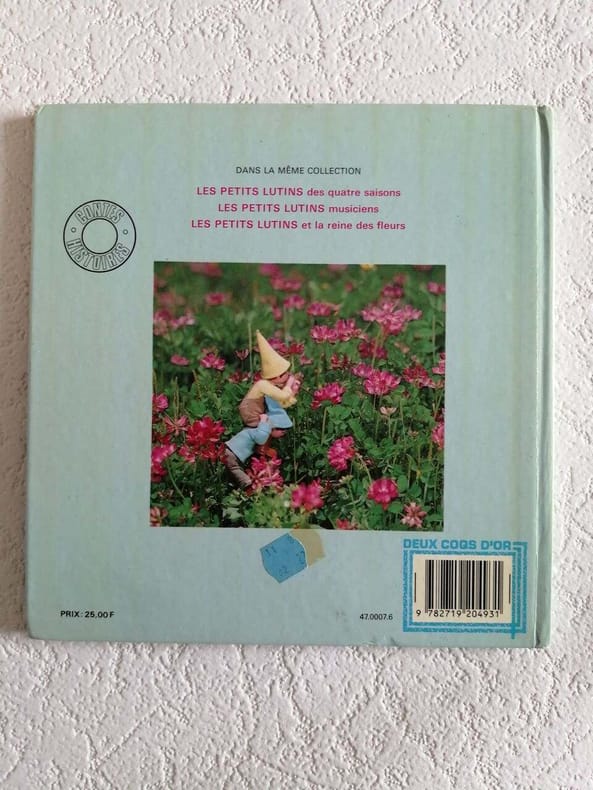 DANS LA MÊME COLLECTION
LES PETITS LUTINS des quatre saisons
LES PETITS LUTINS musiciens
LES PETITS LUTINS et la reine des fleurs
CONTES
HISTOIRES
DEUX COQS D'OR
9 782719 204931
PRIX: 25,00 F
47.0007.6